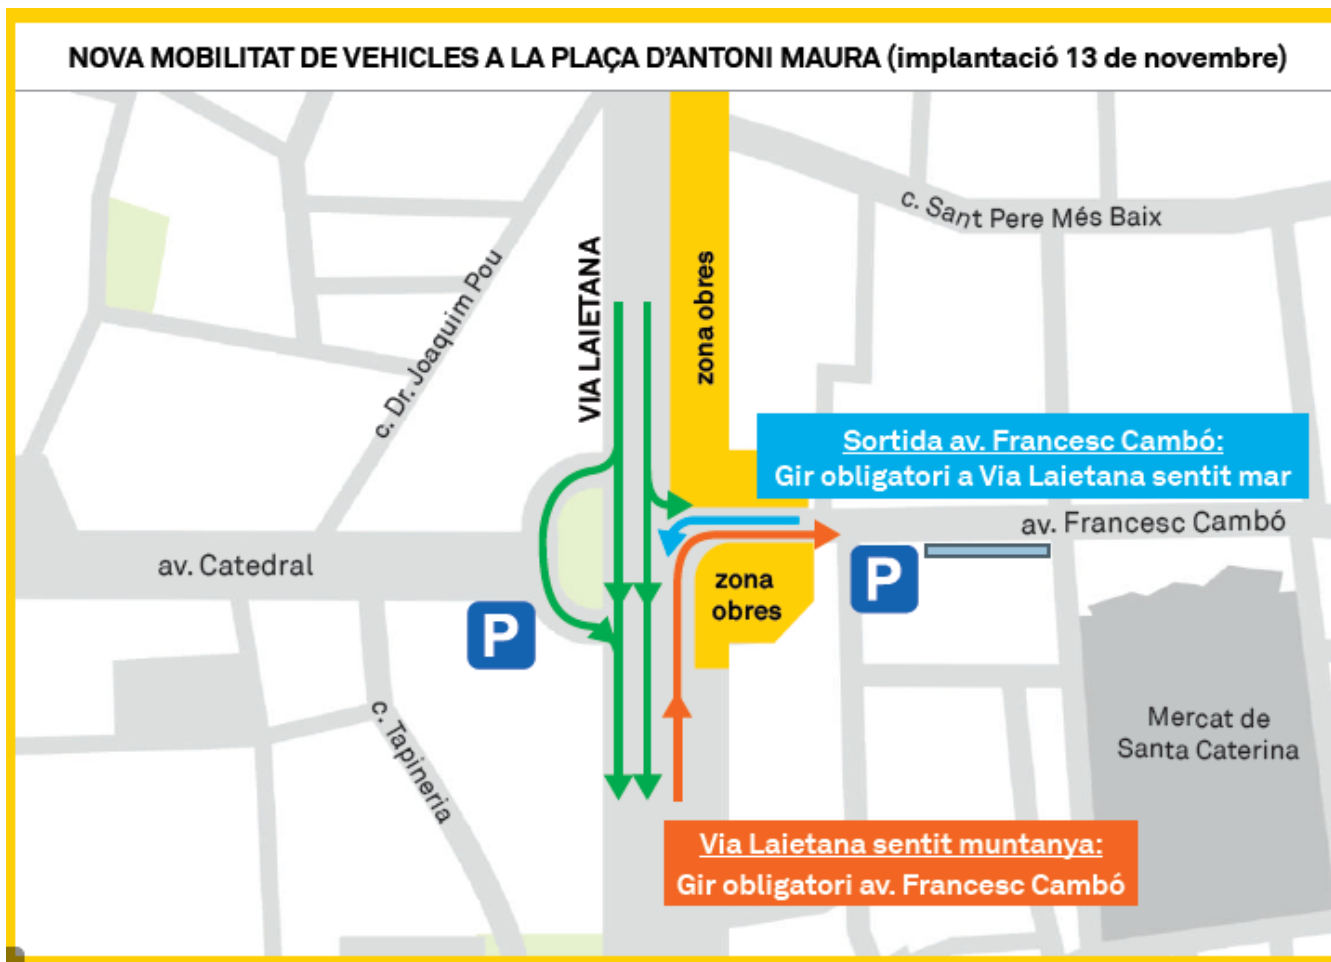 NOVA MOBILITAT DE VEHICLES A LA PLAÇA D'ANTONI MAURA (implantació 13 de novembre)
c. Sant Pere Més Baix
VIA LAIETANA
zona obres
c. Dr. Joaquim Pou
Sortida av. Francesc Cambó:
Gir obligatori a Via Laietana sentit mar
av. Francesc Cambó
av. Catedral
zona
obres
P
P
c. Tapineria
Mercat de
Santa Caterina
Via Laietana sentit muntanya:
Gir obligatori av. Francesc Cambó